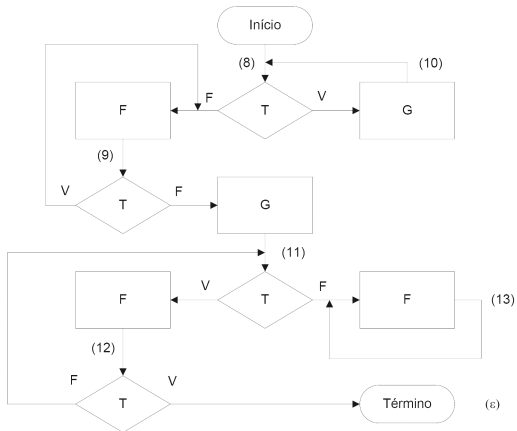 Início
(8) (10)
F V
F T G
(9)
V F
T G
(11)
V F
F T F (13)
(12)
F V
T Término (ε)